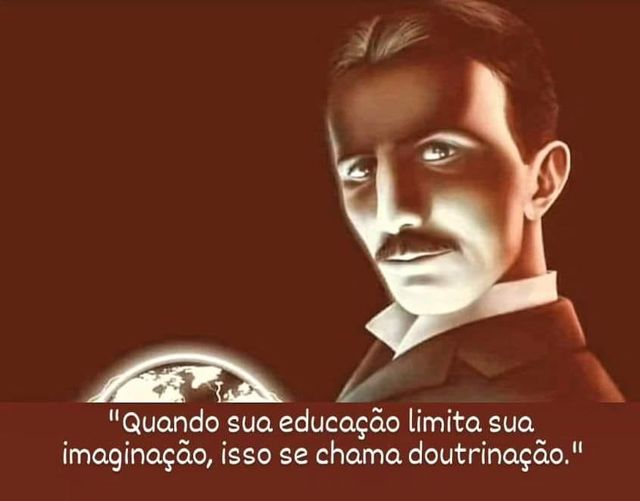 "Quando sua educação limita sua
imaginação, isso se chama doutrinação."